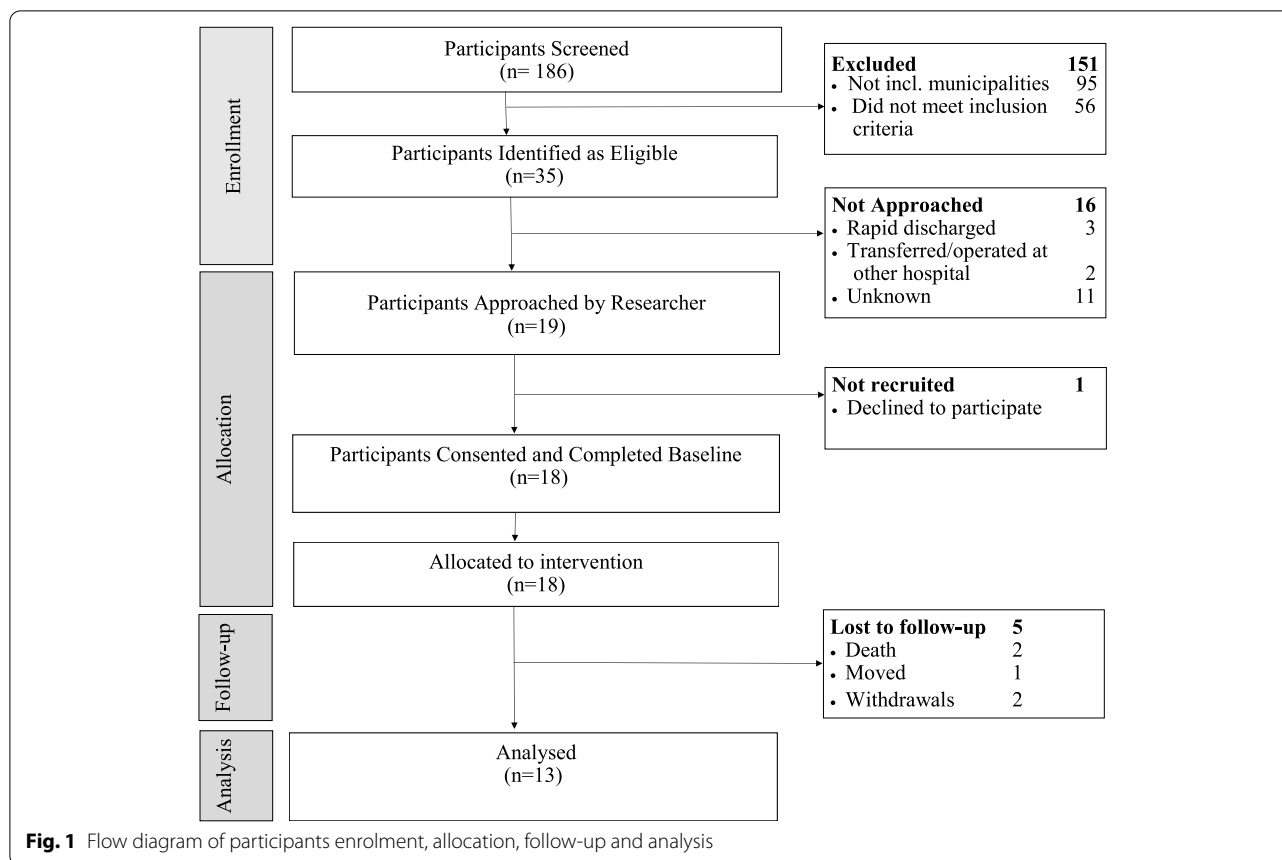 Enrollment
Participants Screened
(n= 186)
Excluded 151
• Not incl. municipalities 95
• Did not meet inclusion 56
criteria
Participants Identified as Eligible
(n=35)
Not Approached 16
• Rapid discharged 3
• Transferred/operated at
other hospital 2
• Unknown 11
Allocation
Participants Approached by Researcher
(n=19)
Not recruited 1
• Declined to participate
Participants Consented and Completed Baseline
(n=18)
Allocated to intervention
(n=18)
Follow-up
Lost to follow-up 5
• Death 2
• Moved 1
• Withdrawals 2
Analysis
Analysed
(n=13)
Fig. 1 Flow diagram of participants enrolment, allocation, follow-up and analysis